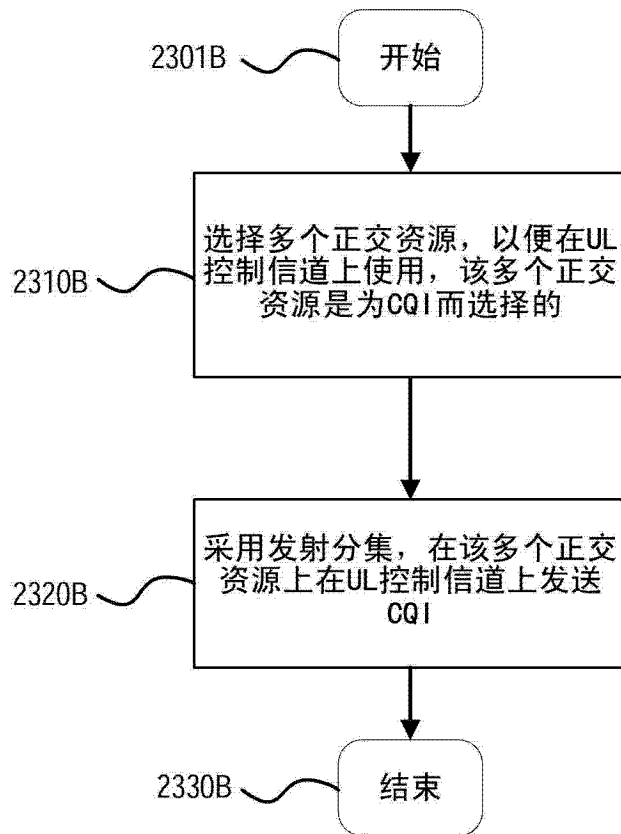 2301B
开始
2310B
选择多个正交资源，以便在UL
控制信道上使用，该多个正交
资源是为CQI而选择的
2320B
采用发射分集，在该多个正交
资源上在UL控制信道上发送
CQI
2330B
结束